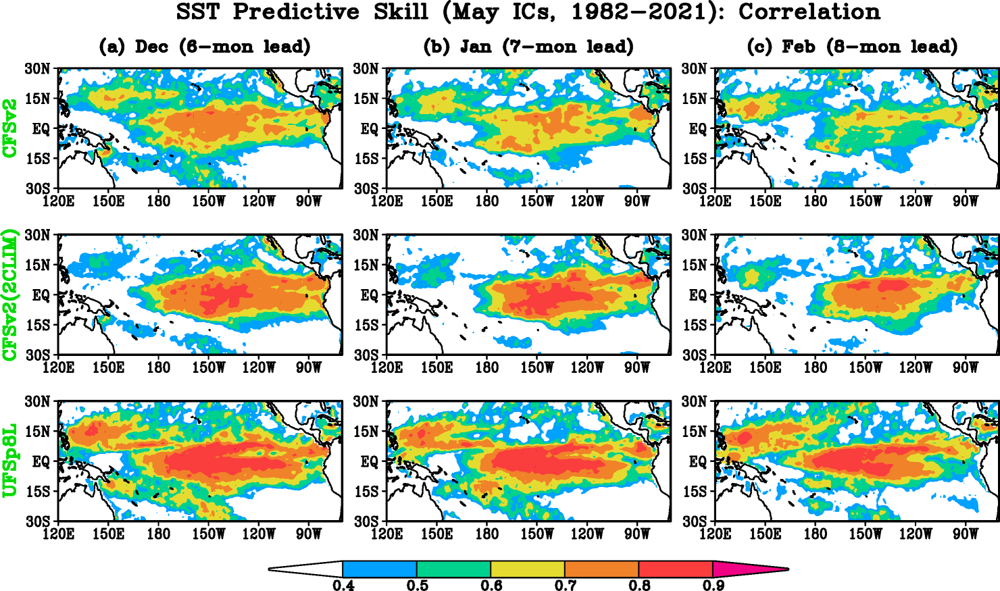 SST Predictive Skill (May ICs, 1982−2021): Correlation
(a) Dec (6−mon lead)
(b) Jan (7−mon lead)
(c) Feb (8−mon lead)
CFSv2
30N
15N
EQ
15S
30S
120E 150E 180 150W 120W 90W
30N
15N
EQ
15S
30S
120E 150E 180 150W 120W 90W
30N
15N
EQ
15S
30S
120E 150E 180 150W 120W 90W
CFSv2(2CLIM)
30N
15N
EQ
15S
30S
120E 150E 180 150W 120W 90W
30N
15N
EQ
15S
30S
120E 150E 180 150W 120W 90W
30N
15N
EQ
15S
30S
120E 150E 180 150W 120W 90W
UFSp8L
30N
15N
EQ
15S
30S
120E 150E 180 150W 120W 90W
30N
15N
EQ
15S
30S
120E 150E 180 150W 120W 90W
30N
15N
EQ
15S
30S
120E 150E 180 150W 120W 90W
0.4 0.5 0.6 0.7 0.8 0.9